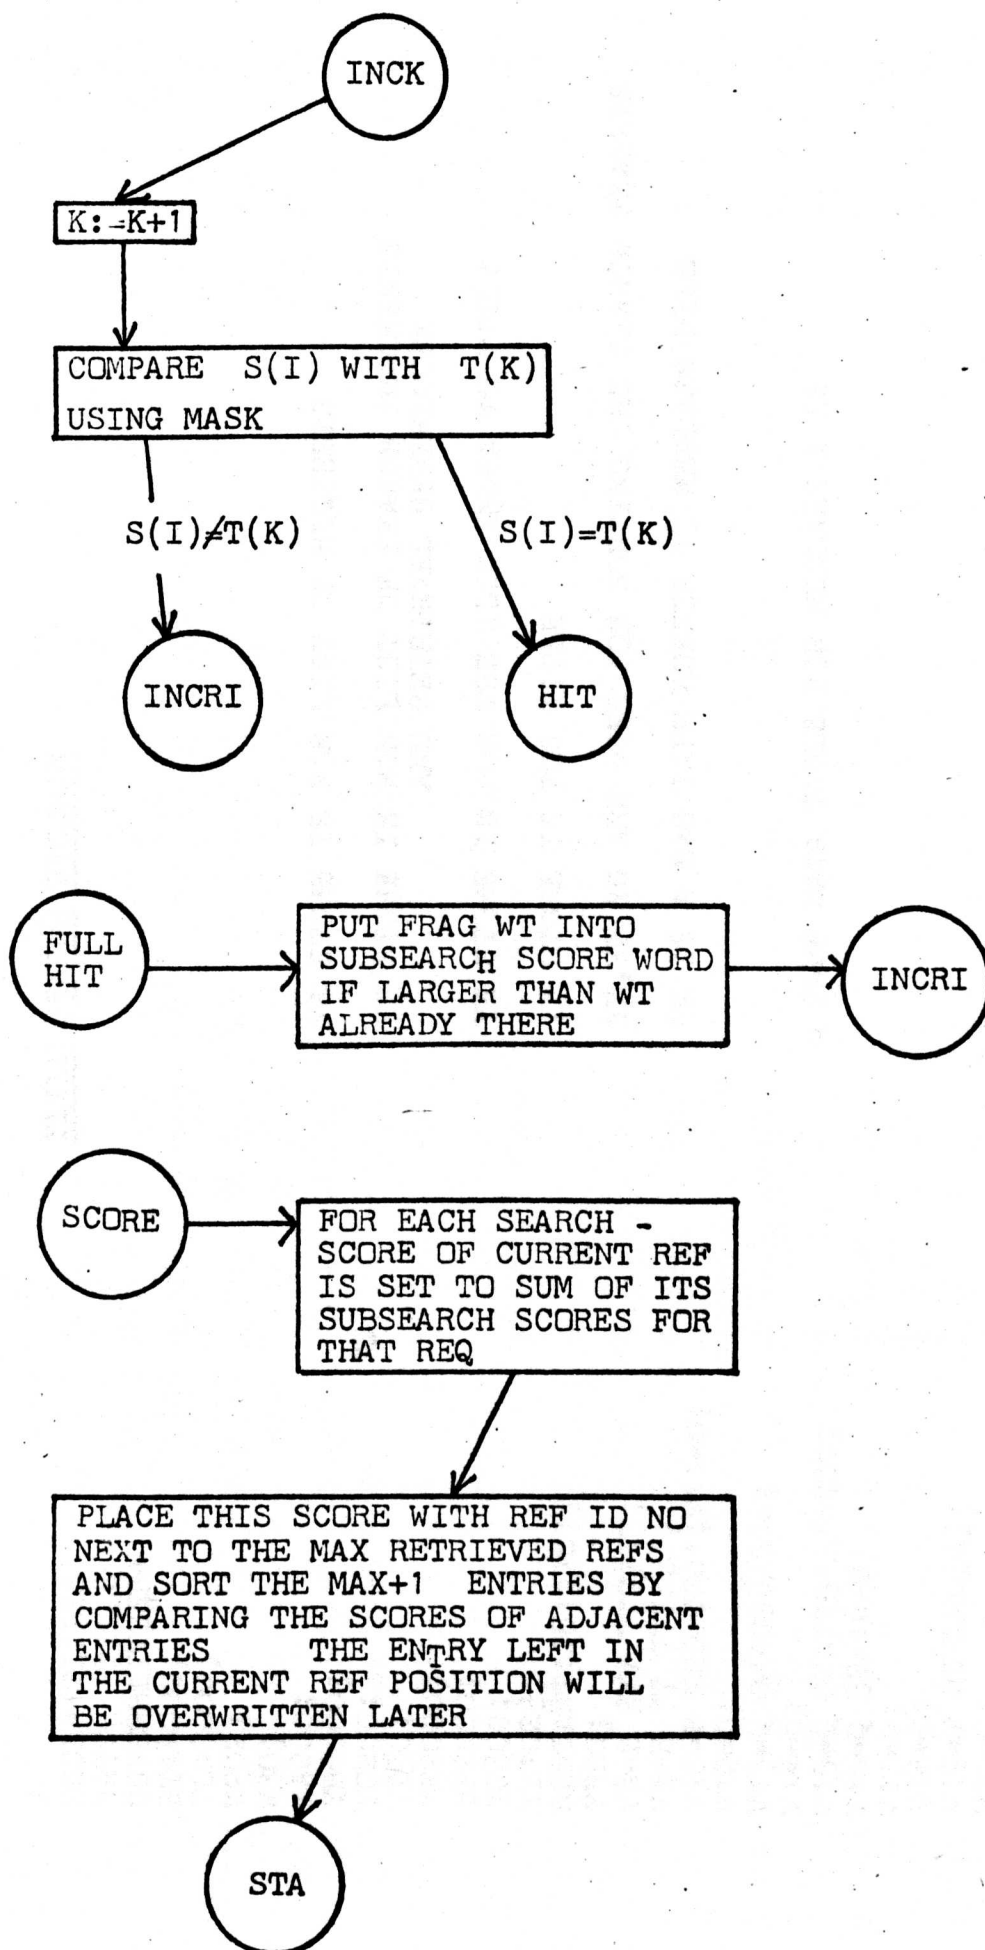 INCK
K:=K+1
COMPARE S(I) WITH T(K)
USING MASK
S(I)≠T(K)
S(I)=T(K)
INCRI
HIT
FULL
HIT
PUT FRAG WT INTO
SUBSEARCH SCORE WORD
IF LARGER THAN WT
ALREADY THERE
INCRI
SCORE
FOR EACH SEARCH -
SCORE OF CURRENT REF
IS SET TO SUM OF ITS
SUBSEARCH SCORES FOR
THAT REQ
PLACE THIS SCORE WITH REF ID NO
NEXT TO THE MAX RETRIEVED REFS
AND SORT THE MAX+1 ENTRIES BY
COMPARING THE SCORES OF ADJACENT
ENTRIES THE ENTRY LEFT IN
THE CURRENT REF POSITION WILL
BE OVERWRITTEN LATER
STA